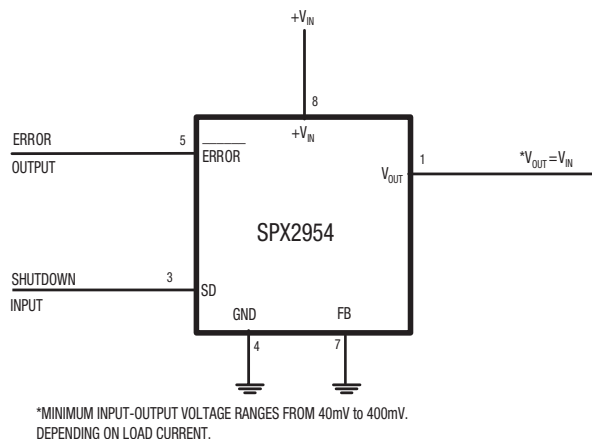 +VIN
8
+VIN
ERROR
OUTPUT
5
ERROR
1
*VOUT=VIN
VOUT
SPX2954
SHUTDOWN
INPUT
3
SD
GND
FB
4
7
*MINIMUM INPUT-OUTPUT VOLTAGE RANGES FROM 40mV to 400mV.
DEPENDING ON LOAD CURRENT.